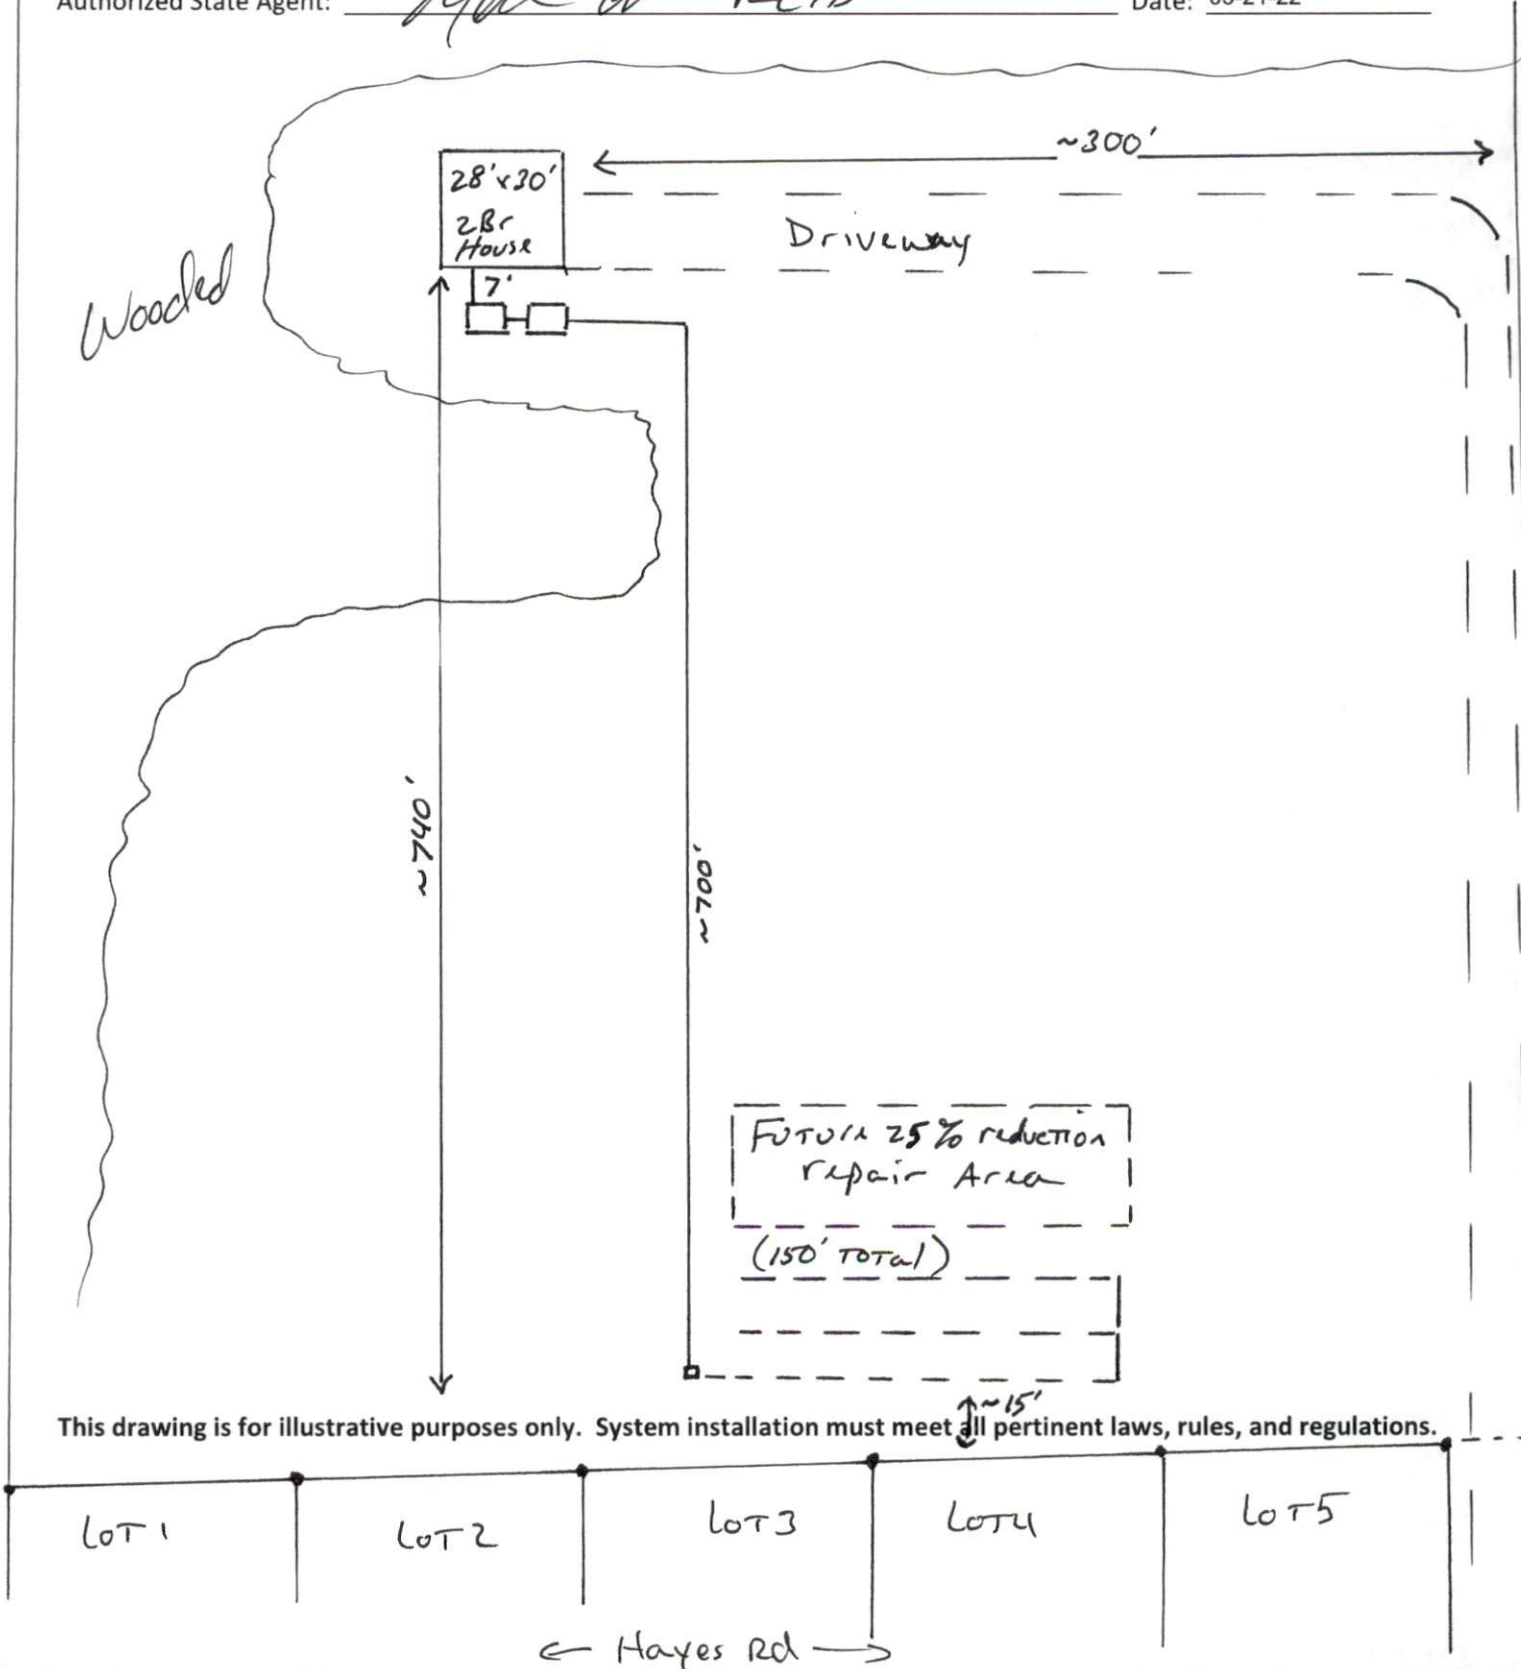 Authorized State Agent:
Date:
~300'
28'x30'
2Br
House
Driveway
7'
Wooded
~740'
~700'
Future 25% reduction
repair Area
(150' TOTAL)
~15'
This drawing is for illustrative purposes only. System installation must meet all pertinent laws, rules, and regulations.
LOT 1
LOT 2
LOT 3
LOT 4
LOT 5
← Hayes Rd →